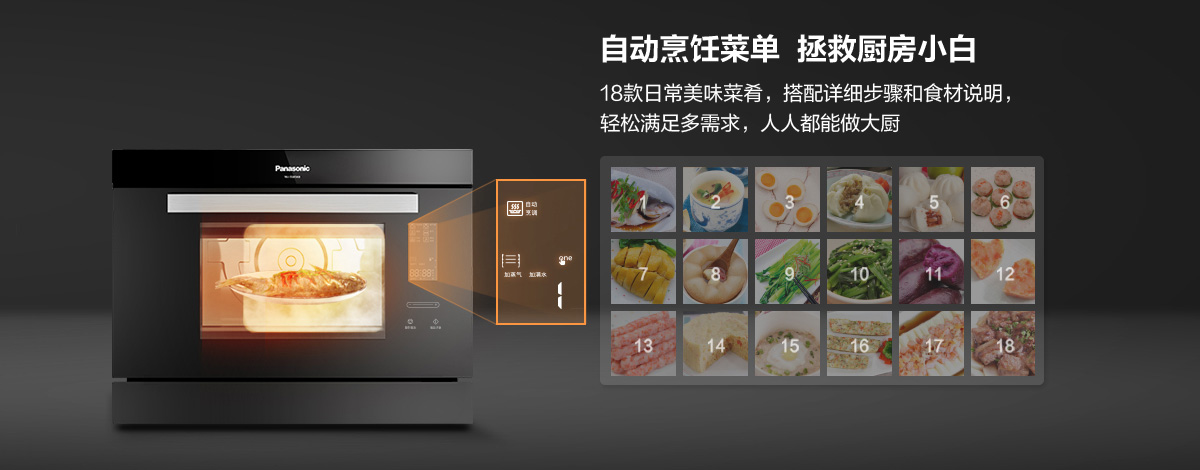 自动烹饪菜单 拯救厨房小白
18款日常美味菜肴，搭配详细步骤和食材说明，
轻松满足多需求，人人都能做大厨
Panasonic
自动
烹调
one
加蒸气 加满水
1
1 2 3 4 5 6
7 8 9 10 11 12
13 14 15 16 17 18